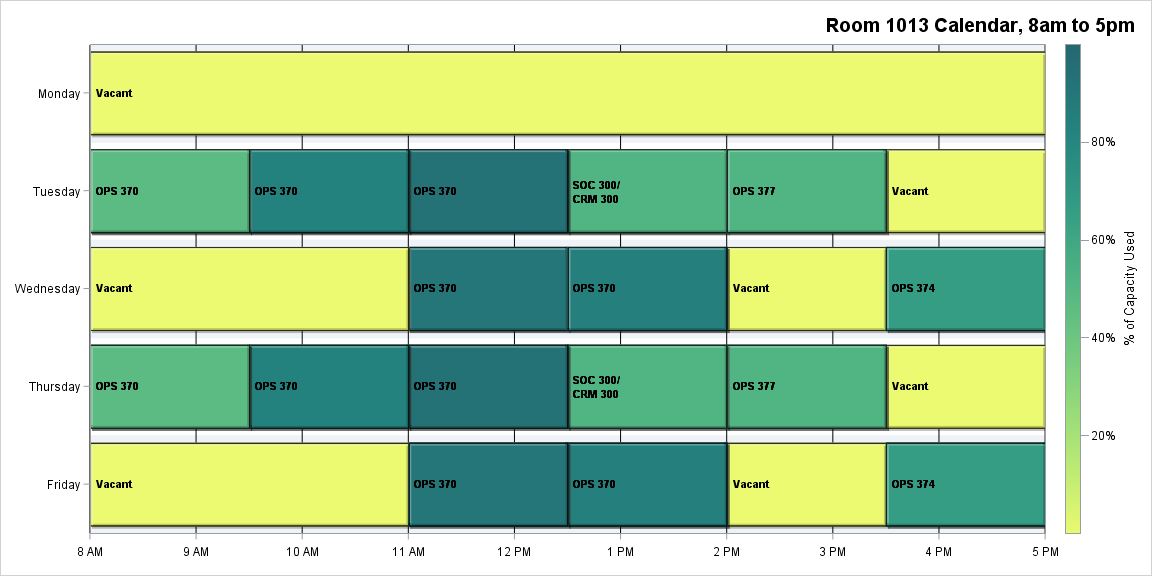 Room 1013 Calendar, 8am to 5pm
Monday
Vacant
Tuesday
OPS 370
OPS 370
OPS 370
SOC 300/
CRM 300
OPS 377
Vacant
Wednesday
Vacant
OPS 370
OPS 370
Vacant
OPS 374
Thursday
OPS 370
OPS 370
OPS 370
SOC 300/
CRM 300
OPS 377
Vacant
Friday
Vacant
OPS 370
OPS 370
Vacant
OPS 374
8 AM
9 AM
10 AM
11 AM
12 PM
1 PM
2 PM
3 PM
4 PM
5 PM
80%
60%
40%
20%
% of Capacity Used